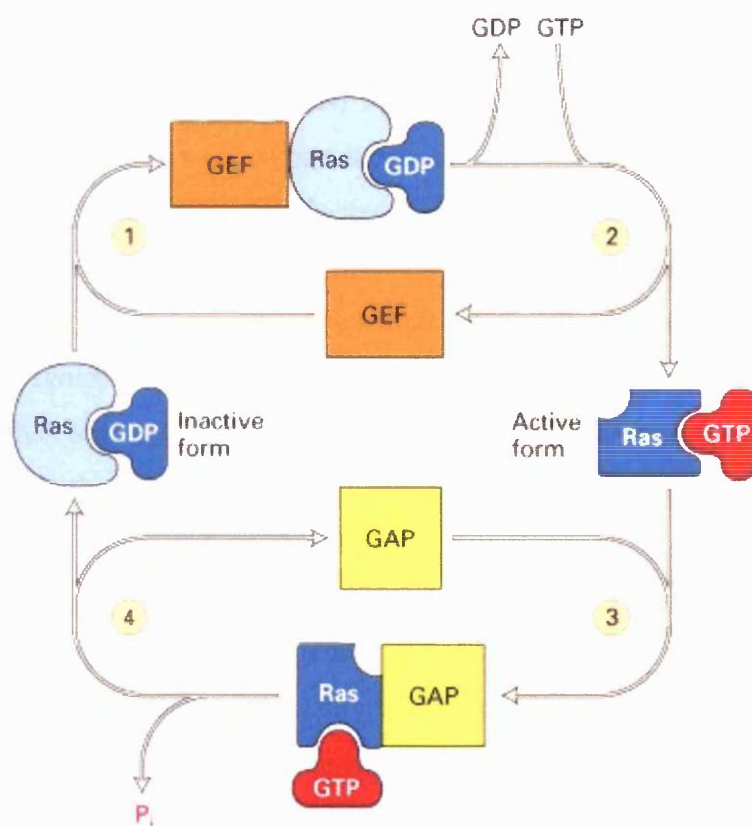 GDP GTP
GEF Ras GDP
1
2
GEF
Ras GDP
Inactive
form
Active
form
Ras GTP
GAP
4
3
Ras GAP
GTP
Pi